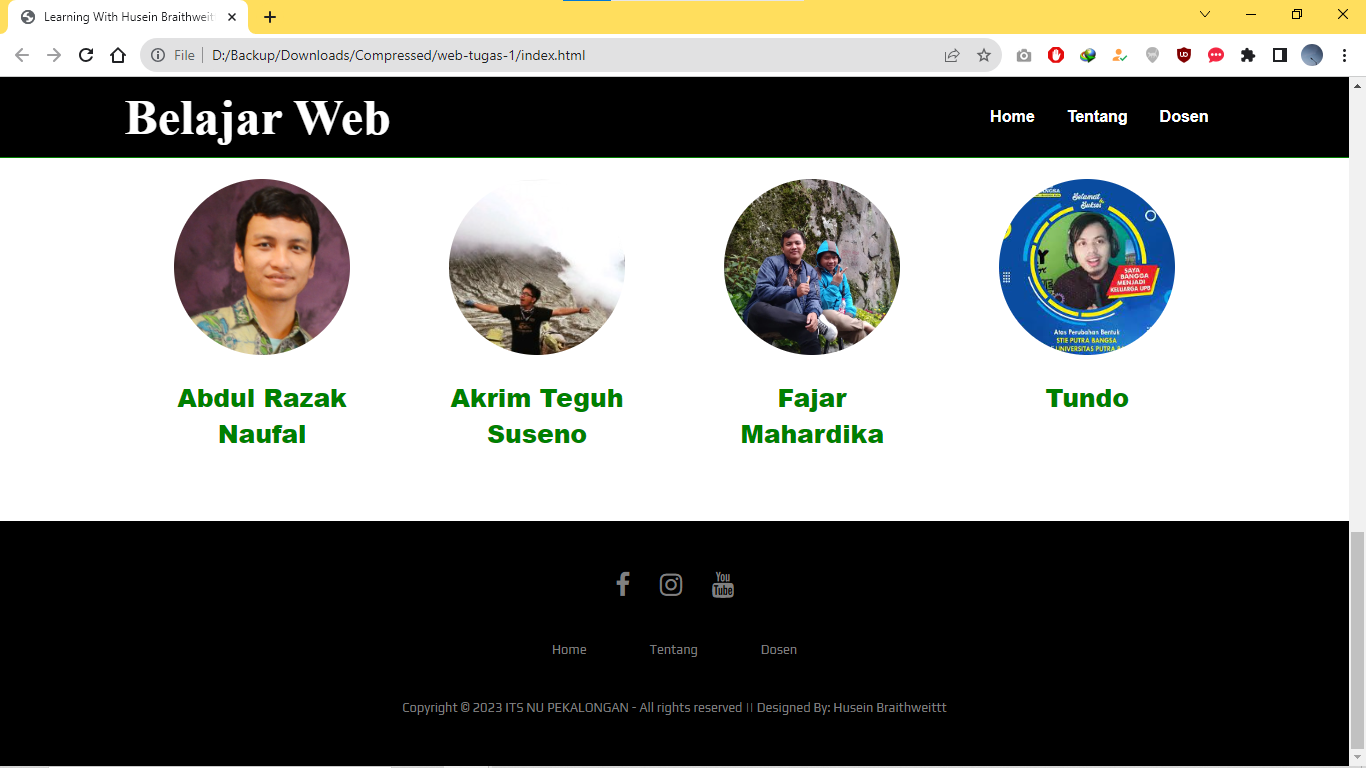 Learning With Husein Braithweit
File
D:/Backup/Downloads/Compressed/web-tugas-1/index.html
Belajar Web
Home Tentang Dosen
Selamat
Sukses
SAYA
BANGGA
MENJADI
KELUARGA UPB
Atas Perubahan Bentuk
STIE PUTRA BANGSA
UNIVERSITAS PUTRA
Abdul Razak
Naufal
Akrim Teguh
Suseno
Fajar
Mahardika
Tundo
You
Tube
Home Tentang Dosen
Copyright © 2023 ITS NU PEKALONGAN - All rights reserved || Designed By: Husein Braithweittt